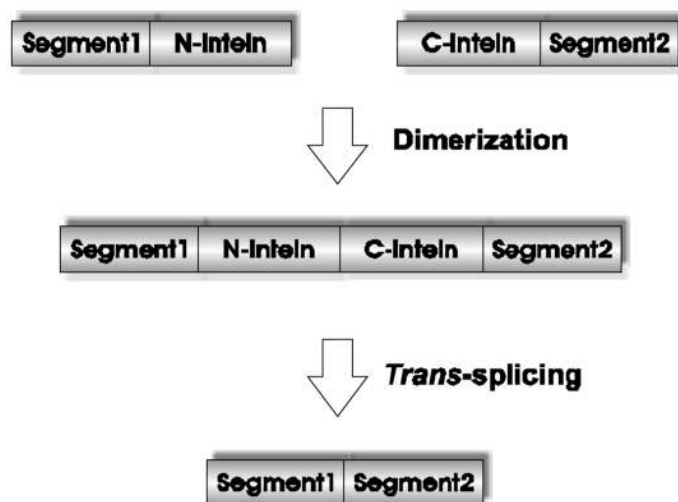 Segment1 N-Intein C-Intein Segment2
Dimerization
Segment1 N-Intein C-Intein Segment2
Trans-splicing
Segment1 Segment2